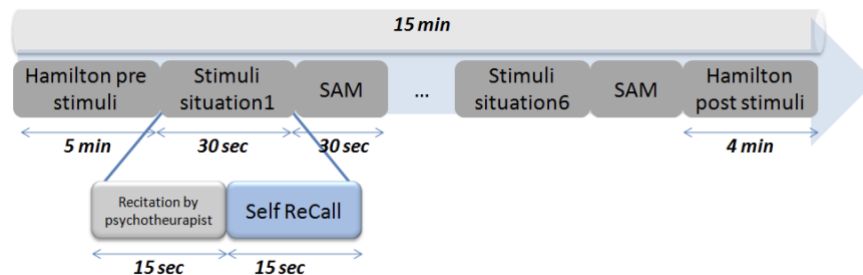 15 min
Hamilton pre
stimuli
Stimuli
situation1
SAM
...
Stimuli
situation6
SAM
Hamilton
post stimuli
5 min
30 sec
30 sec
4 min
Recitation by
psychotheurapist
Self ReCall
15 sec
15 sec